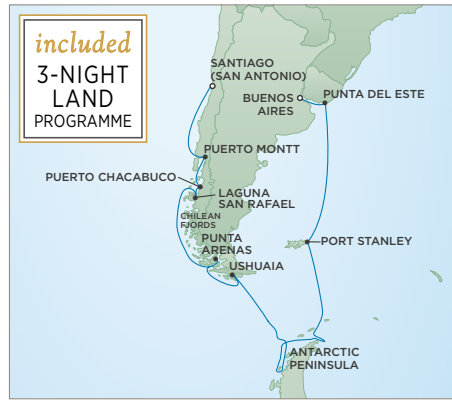 included
3-NIGHT
LAND
PROGRAMME
SANTIAGO
(SAN ANTONIO)
BUENOS
AIRES
PUNTA DEL ESTE
PUERTO MONTT
PUERTO CHACABUCO
LAGUNA
SAN RAFAEL
CHILEAN
FJORDS
PUNTA
ARENAS
PORT STANLEY
USHUAIA
ANTARCTIC
PENINSULA